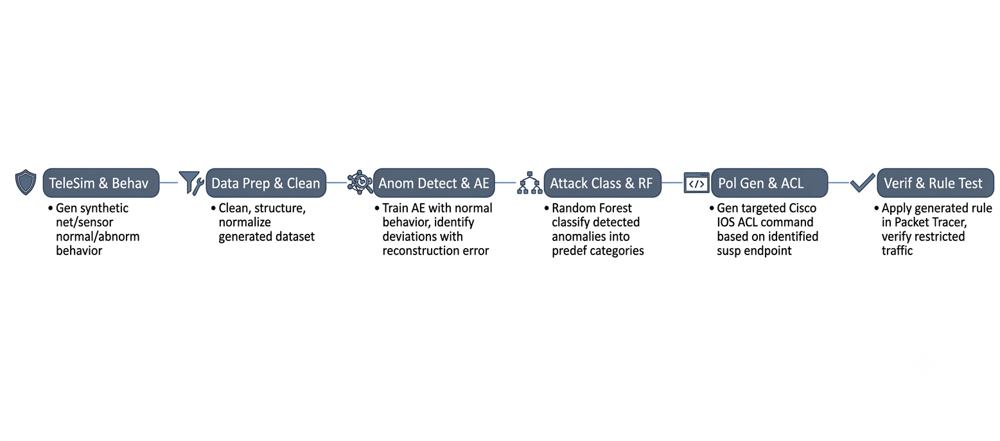 TeleSim & Behav
• Gen synthetic
net/sensor
normal/abnorm
behavior
Data Prep & Clean
• Clean, structure,
normalize
generated dataset
Anom Detect & AE
• Train AE with normal
behavior, identify
deviations with
reconstruction error
Attack Class & RF
• Random Forest
classify detected
anomalies into
predef categories
</>
Pol Gen & ACL
• Gen targeted Cisco
IOS ACL command
based on identified
susp endpoint
Verif & Rule Test
• Apply generated rule
in Packet Tracer,
verify restricted
traffic